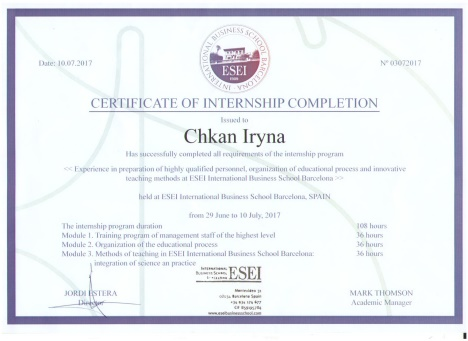 INTERNATIONAL BUSINESS SCHOOL BARCELONA
ESEI
Date: 10.07.2017
Nº 03072017
CERTIFICATE OF INTERNSHIP COMPLETION
Issued to
Chkan Iryna
Has successfully completed all requirements of the internship program
<< Experience in preparation of highly qualified personnel, organization of educational process and innovative
teaching methods at ESEI International Business School Barcelona >>
held at ESEI International Business School Barcelona, SPAIN
from 29 June to 10 July, 2017
The internship program duration 108 hours
Module 1. Training program of management staff of the highest level 36 hours
Module 2. Organization of the educational process 36 hours
Module 3. Methods of teaching in ESEI International Business School Barcelona: 36 hours
integration of science an practice
INTERNATIONAL
BUSINESS SCHOOL
ESEI
Barcelona Spain
www.eseibusinessschool.com
JORDI ESTERA
Director
MARK THOMSON
Academic Manager